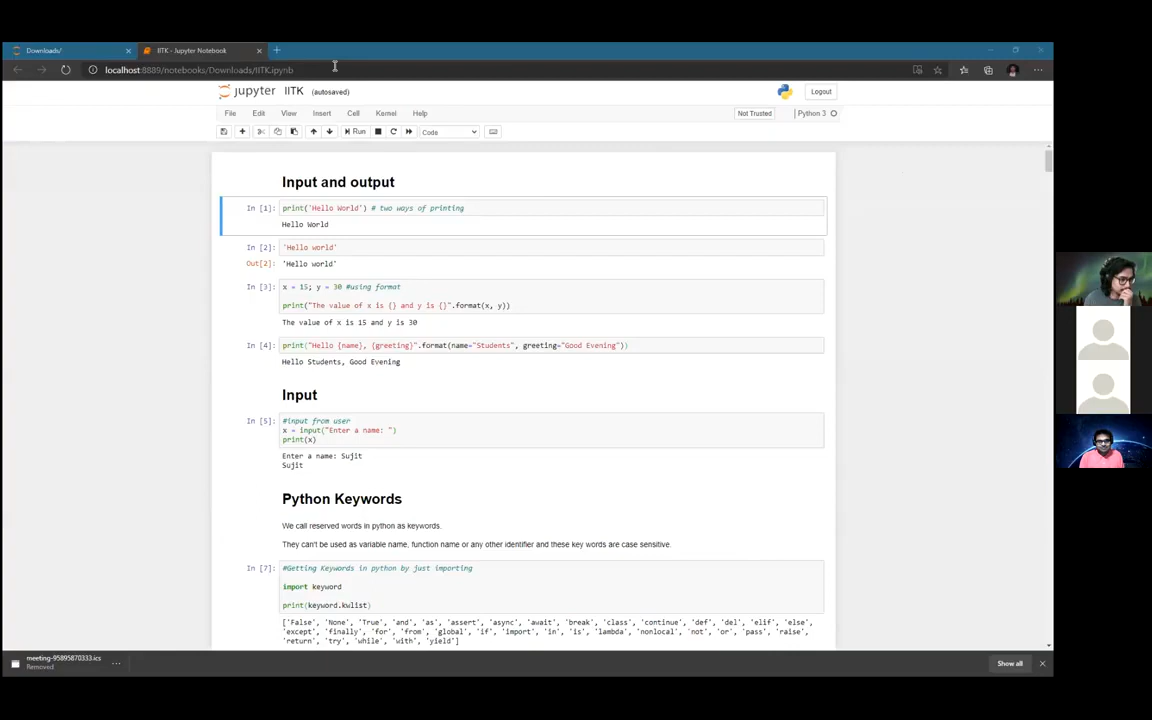 Downloads/
IITK - Jupyter Notebook
localhost:8889/notebooks/Downloads/IITK.ipynb
jupyter IITK (autosaved)
Logout
File Edit View Insert Cell Kernel Help
Not Trusted
Python 3
Run
Code
Input and output
In [1]: print('Hello World') # two ways of printing
Hello World
In [2]: 'Hello world'
Out[2]: 'Hello world'
In [3]: x = 15; y = 30 #using format
print("The value of x is {} and y is {}".format(x, y))
The value of x is 15 and y is 30
In [4]: print("Hello {name}, {greeting}".format(name="Students", greeting="Good Evening"))
Hello Students, Good Evening
Input
In [5]: #input from user
x = input("Enter a name: ")
print(x)
Enter a name: Sujit
Sujit
Python Keywords
We call reserved words in python as keywords.
They can't be used as variable name, function name or any other identifier and these key words are case sensitive.
In [7]: #Getting Keywords in python by just importing
import keyword
print(keyword.kwlist)
['False', 'None', 'True', 'and', 'as', 'assert', 'async', 'await', 'break', 'class', 'continue', 'def', 'del', 'elif', 'else',
'except', 'finally', 'for', 'from', 'global', 'if', 'import', 'in', 'is', 'lambda', 'nonlocal', 'not', 'or', 'pass', 'raise',
'return', 'try', 'while', 'with', 'yield']
meeting-95895870333.ics
Removed
Show all